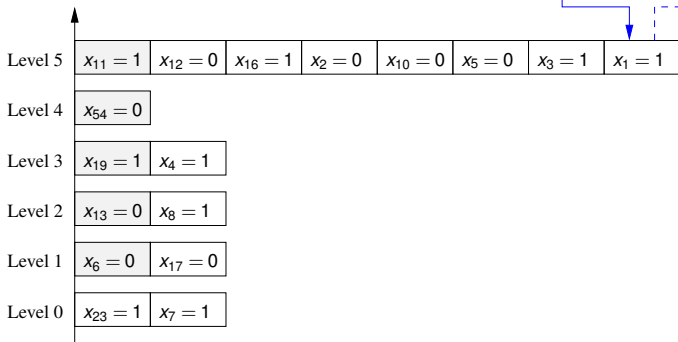 Level 5 x₁₁ = 1 x₁₂ = 0 x₁₆ = 1 x₂ = 0 x₁₀ = 0 x₅ = 0 x₃ = 1 x₁ = 1
Level 4 x₅₄ = 0
Level 3 x₁₉ = 1 x₄ = 1
Level 2 x₁₃ = 0 x₈ = 1
Level 1 x₆ = 0 x₁₇ = 0
Level 0 x₂₃ = 1 x₇ = 1